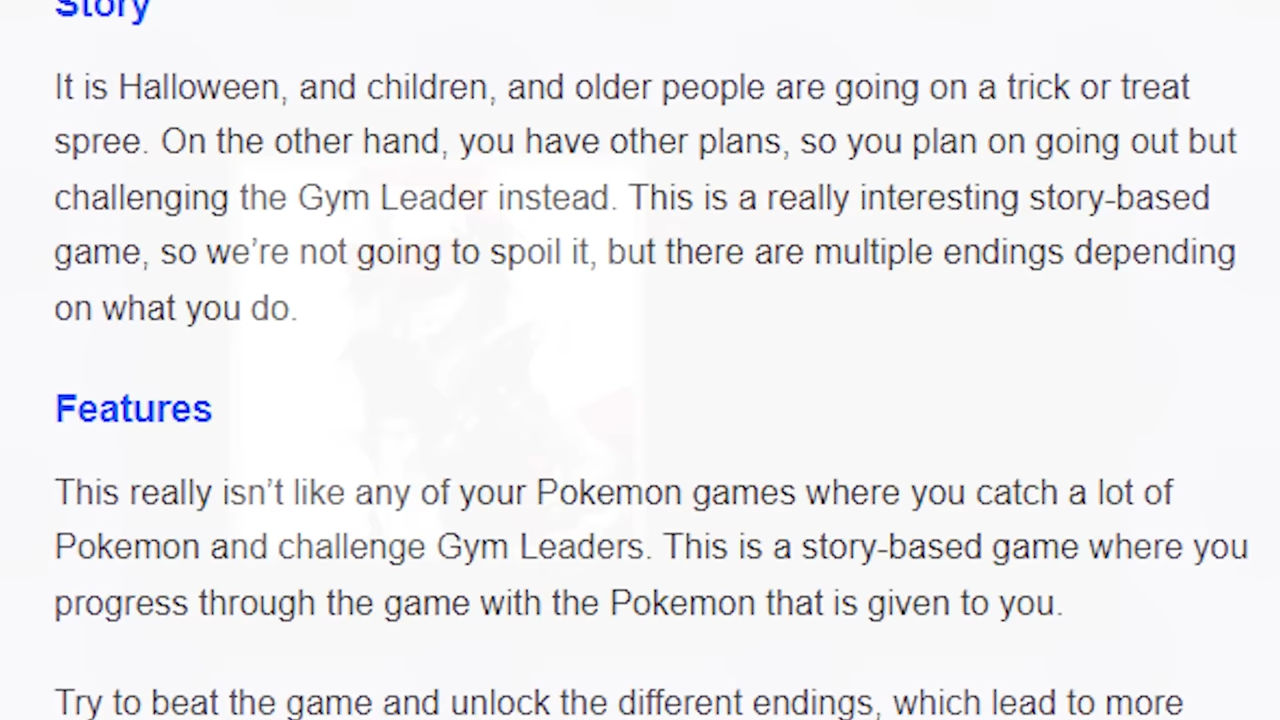 Story
It is Halloween, and children, and older people are going on a trick or treat
spree. On the other hand, you have other plans, so you plan on going out but
challenging the Gym Leader instead. This is a really interesting story-based
game, so we’re not going to spoil it, but there are multiple endings depending
on what you do.
Features
This really isn’t like any of your Pokemon games where you catch a lot of
Pokemon and challenge Gym Leaders. This is a story-based game where you
progress through the game with the Pokemon that is given to you.
Try to beat the game and unlock the different endings, which lead to more